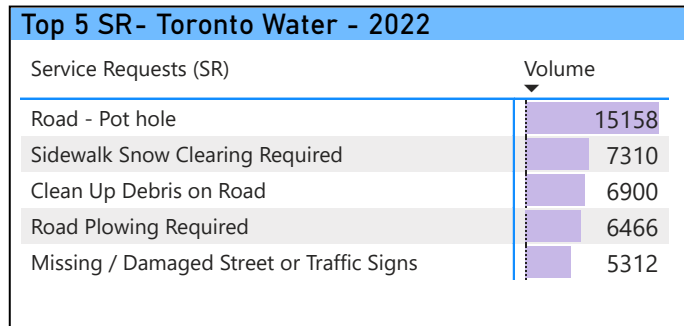 Top 5 SR- Toronto Water - 2022
Service Requests (SR) Volume
Road - Pot hole 15158
Sidewalk Snow Clearing Required 7310
Clean Up Debris on Road 6900
Road Plowing Required 6466
Missing / Damaged Street or Traffic Signs 5312